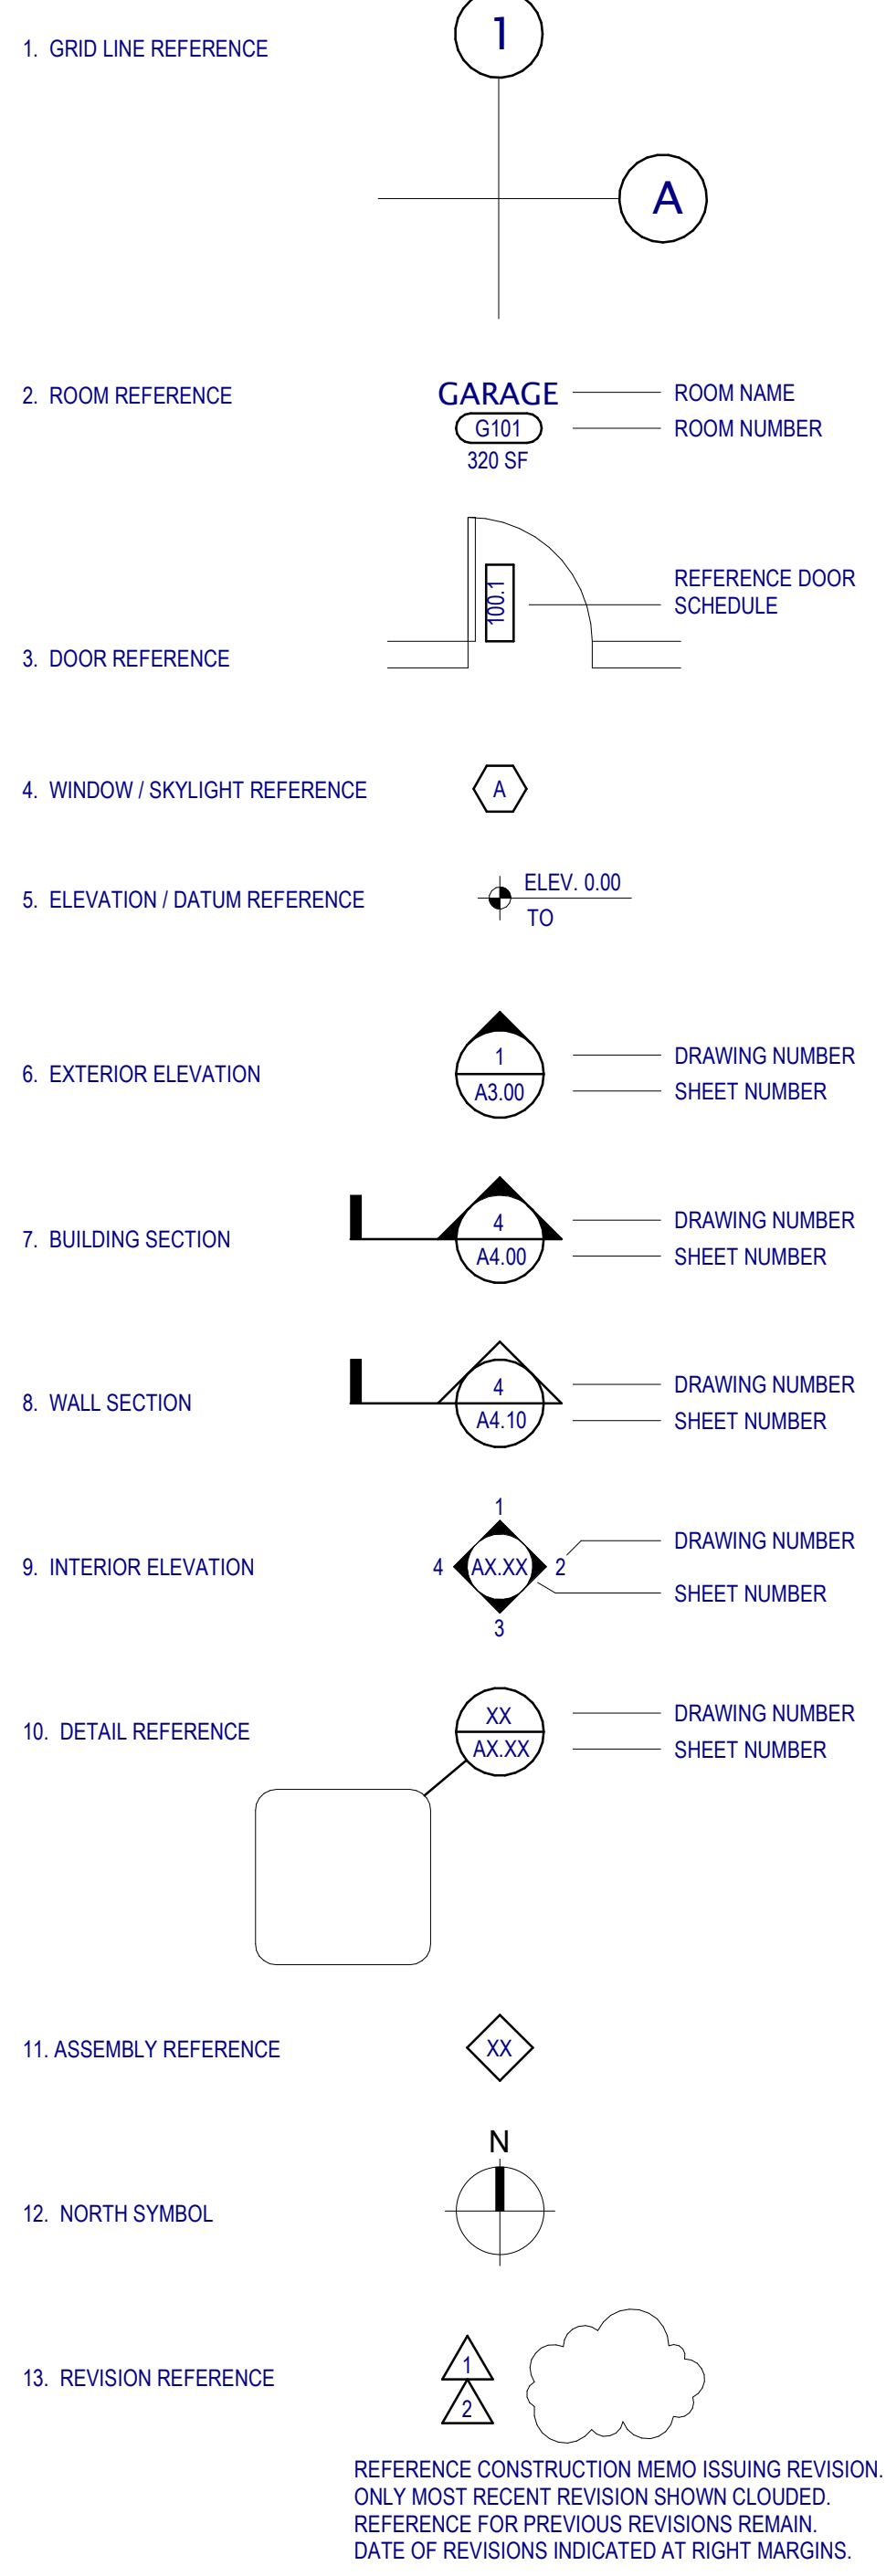 1
1. GRID LINE REFERENCE
A
2. ROOM REFERENCE
GARAGE
ROOM NAME
G101
ROOM NUMBER
320 SF
100.1
REFERENCE DOOR
SCHEDULE
3. DOOR REFERENCE
4. WINDOW / SKYLIGHT REFERENCE
A
5. ELEVATION / DATUM REFERENCE
ELEV. 0.00
TO
6. EXTERIOR ELEVATION
1
DRAWING NUMBER
A3.00
SHEET NUMBER
7. BUILDING SECTION
4
DRAWING NUMBER
A4.00
SHEET NUMBER
8. WALL SECTION
4
DRAWING NUMBER
A4.10
SHEET NUMBER
9. INTERIOR ELEVATION
1
4
AX.XX
2
3
DRAWING NUMBER
SHEET NUMBER
10. DETAIL REFERENCE
XX
DRAWING NUMBER
AX.XX
SHEET NUMBER
11. ASSEMBLY REFERENCE
XX
N
12. NORTH SYMBOL
13. REVISION REFERENCE
1
2
REFERENCE CONSTRUCTION MEMO ISSUING REVISION.
ONLY MOST RECENT REVISION SHOWN CLOUDED.
REFERENCE FOR PREVIOUS REVISIONS REMAIN.
DATE OF REVISIONS INDICATED AT RIGHT MARGINS.